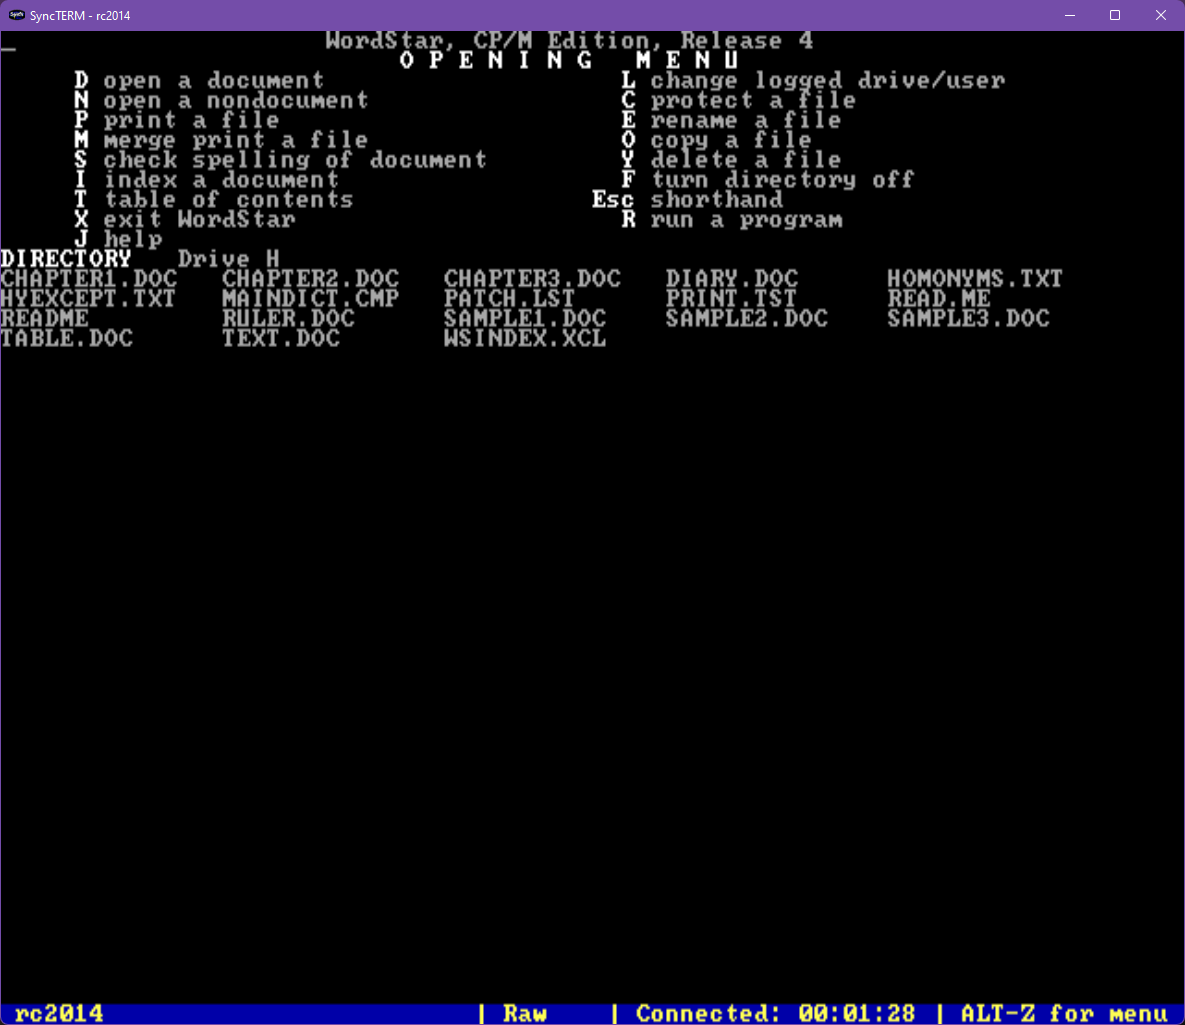 SyncTERM - rc2014
WordStar, CP/M Edition, Release 4
O P E N I N G   M E N U
D open a document L change logged drive/user
N open a nondocument C protect a file
P print a file E rename a file
M merge print a file O copy a file
S check spelling of document Y delete a file
I index a document F turn directory off
T table of contents Esc shorthand
X exit WordStar R run a program
J help
DIRECTORY Drive H
CHAPTER1.DOC CHAPTER2.DOC CHAPTER3.DOC DIARY.DOC HOMONYMS.TXT
HYEXCEPT.TXT MAINDICT.CMP PATCH.LST PRINT.TST READ.ME
README RULER.DOC SAMPLE1.DOC SAMPLE2.DOC SAMPLE3.DOC
TABLE.DOC TEXT.DOC WSINDEX.XCL
rc2014 | Raw | Connected: 00:01:28 | ALT-Z for menu